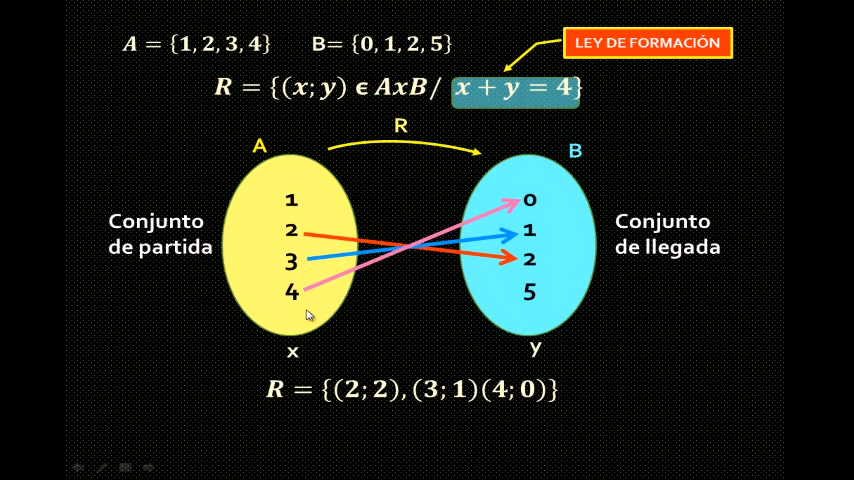 A = {1, 2, 3, 4} B= {0, 1, 2, 5}
LEY DE FORMACIÓN
R = {(x; y) ϵ AxB/ x + y = 4}
R
A
B
1
2
3
4
0
1
2
5
Conjunto
de partida
Conjunto
de llegada
x
y
R = {(2; 2), (3; 1)(4; 0)}